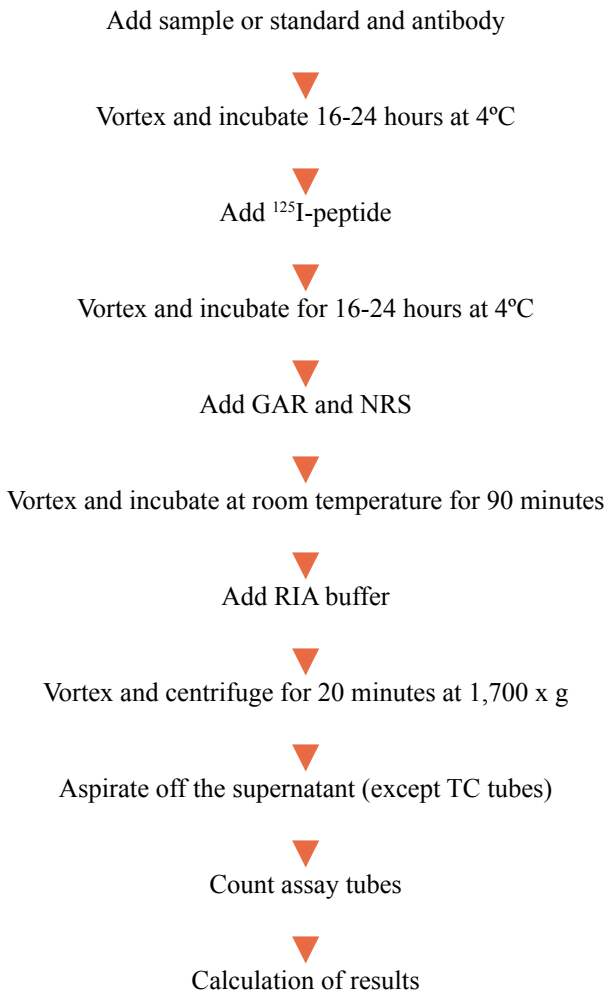 Add sample or standard and antibody
Vortex and incubate 16-24 hours at 4ºC
Add ¹²⁵I-peptide
Vortex and incubate for 16-24 hours at 4ºC
Add GAR and NRS
Vortex and incubate at room temperature for 90 minutes
Add RIA buffer
Vortex and centrifuge for 20 minutes at 1,700 x g
Aspirate off the supernatant (except TC tubes)
Count assay tubes
Calculation of results